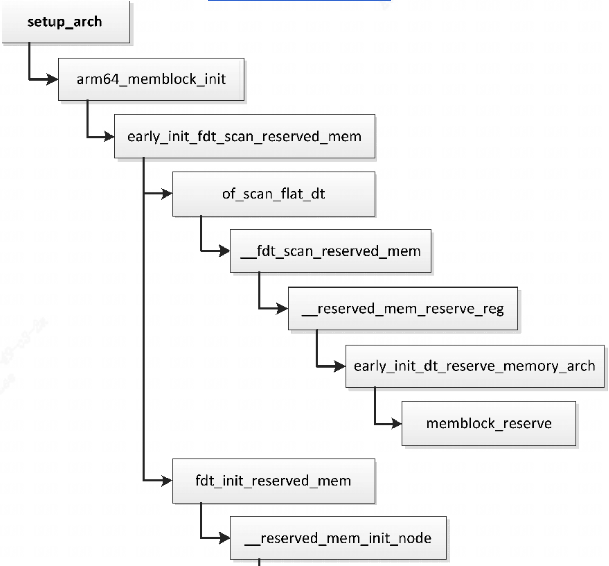 setup_arch
arm64_memblock_init
early_init_fdt_scan_reserved_mem
of_scan_flat_dt
__fdt_scan_reserved_mem
__reserved_mem_reserve_reg
early_init_dt_reserve_memory_arch
memblock_reserve
fdt_init_reserved_mem
__reserved_mem_init_node